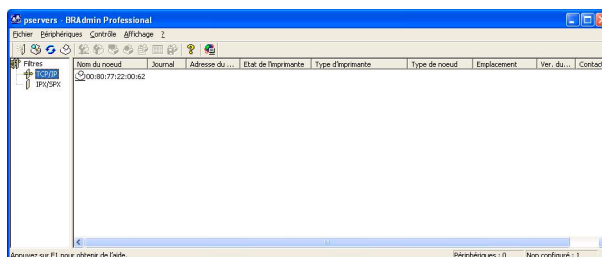 pservers - BRAdmin Professional
Fichier Périphériques Contrôle Affichage ?
Filtres
TCP/IP
IPX/SPX
Nom du noeud Journal Adresse du ... Etat de l'imprimante Type d'imprimante Type de noeud Emplacement Ver. du... Contact
00:80:77:22:00:62
Appuyez sur F1 pour obtenir de l'aide. Périphériques : 0 Non configuré : 1